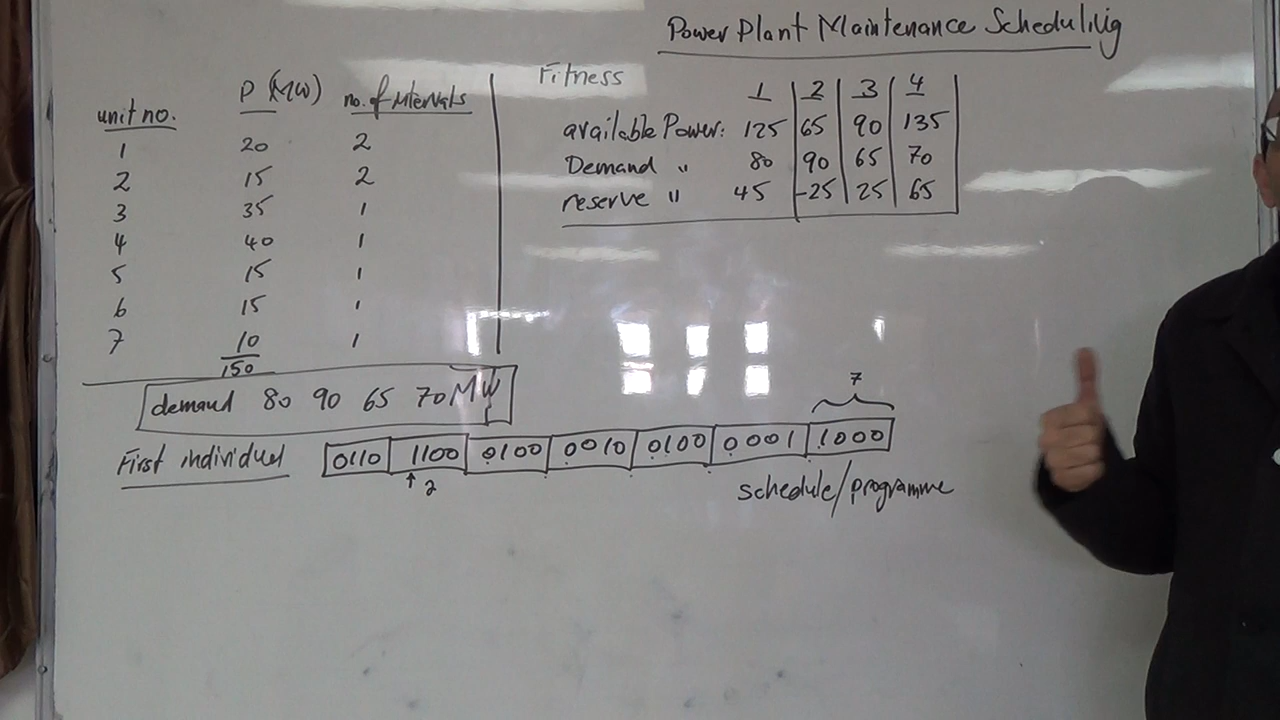 Power Plant Maintenance Scheduling
unit no. P (MW) no. of intervals
1 20 2
2 15 2
3 35 1
4 40 1
5 15 1
6 15 1
7 10 1
150
demand 80 90 65 70 MW
Fitness
1 2 3 4
available Power: 125 65 90 135
Demand " 80 90 65 70
reserve " 45 -25 25 65
7
First individual 0110 1100 0100 0010 0100 0001 1000
↑ 2
schedule/programme